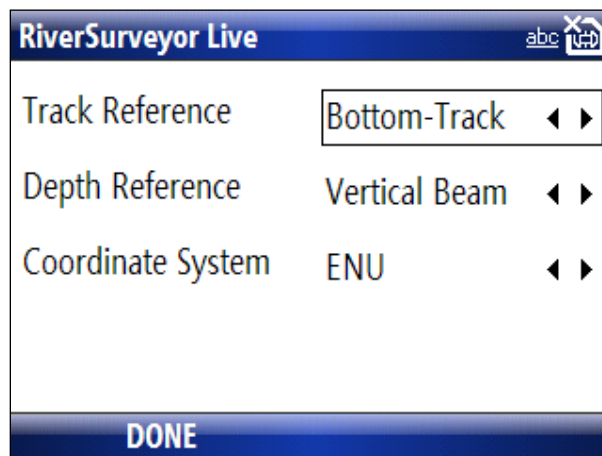 RiverSurveyor Live abc
Track Reference Bottom-Track
Depth Reference Vertical Beam
Coordinate System ENU
DONE